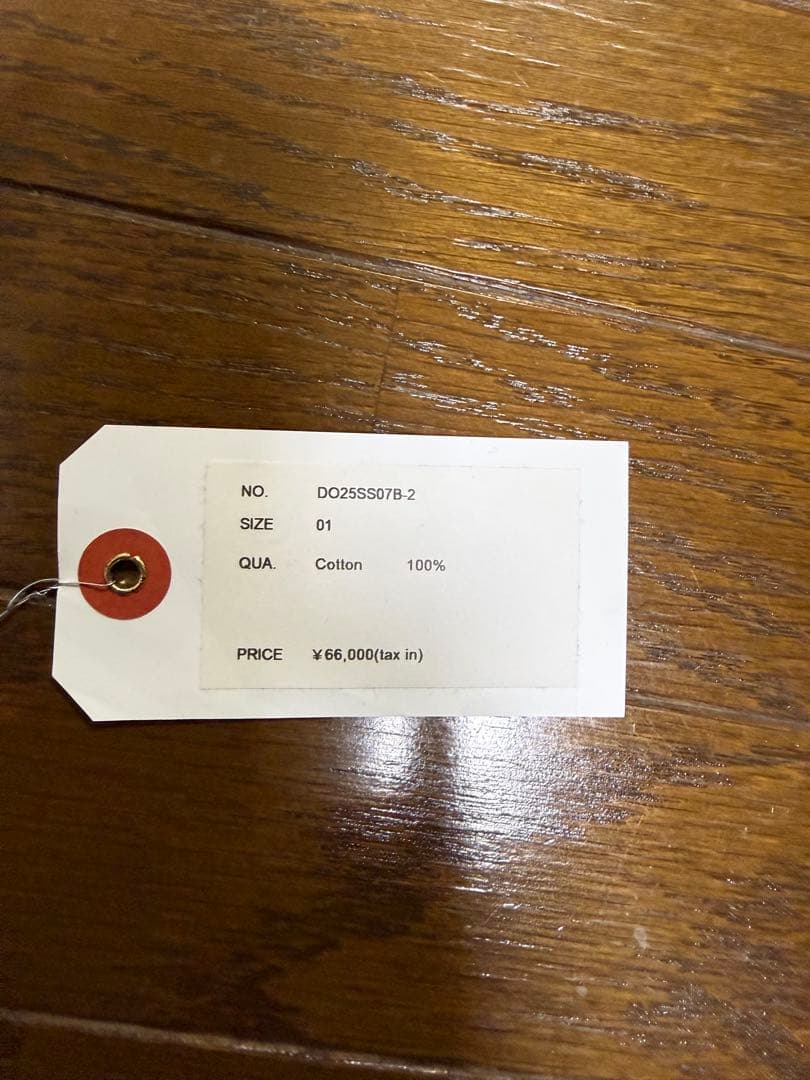 NO. DO25SS07B-2
SIZE 01
QUA. Cotton 100%
PRICE ¥66,000(tax in)